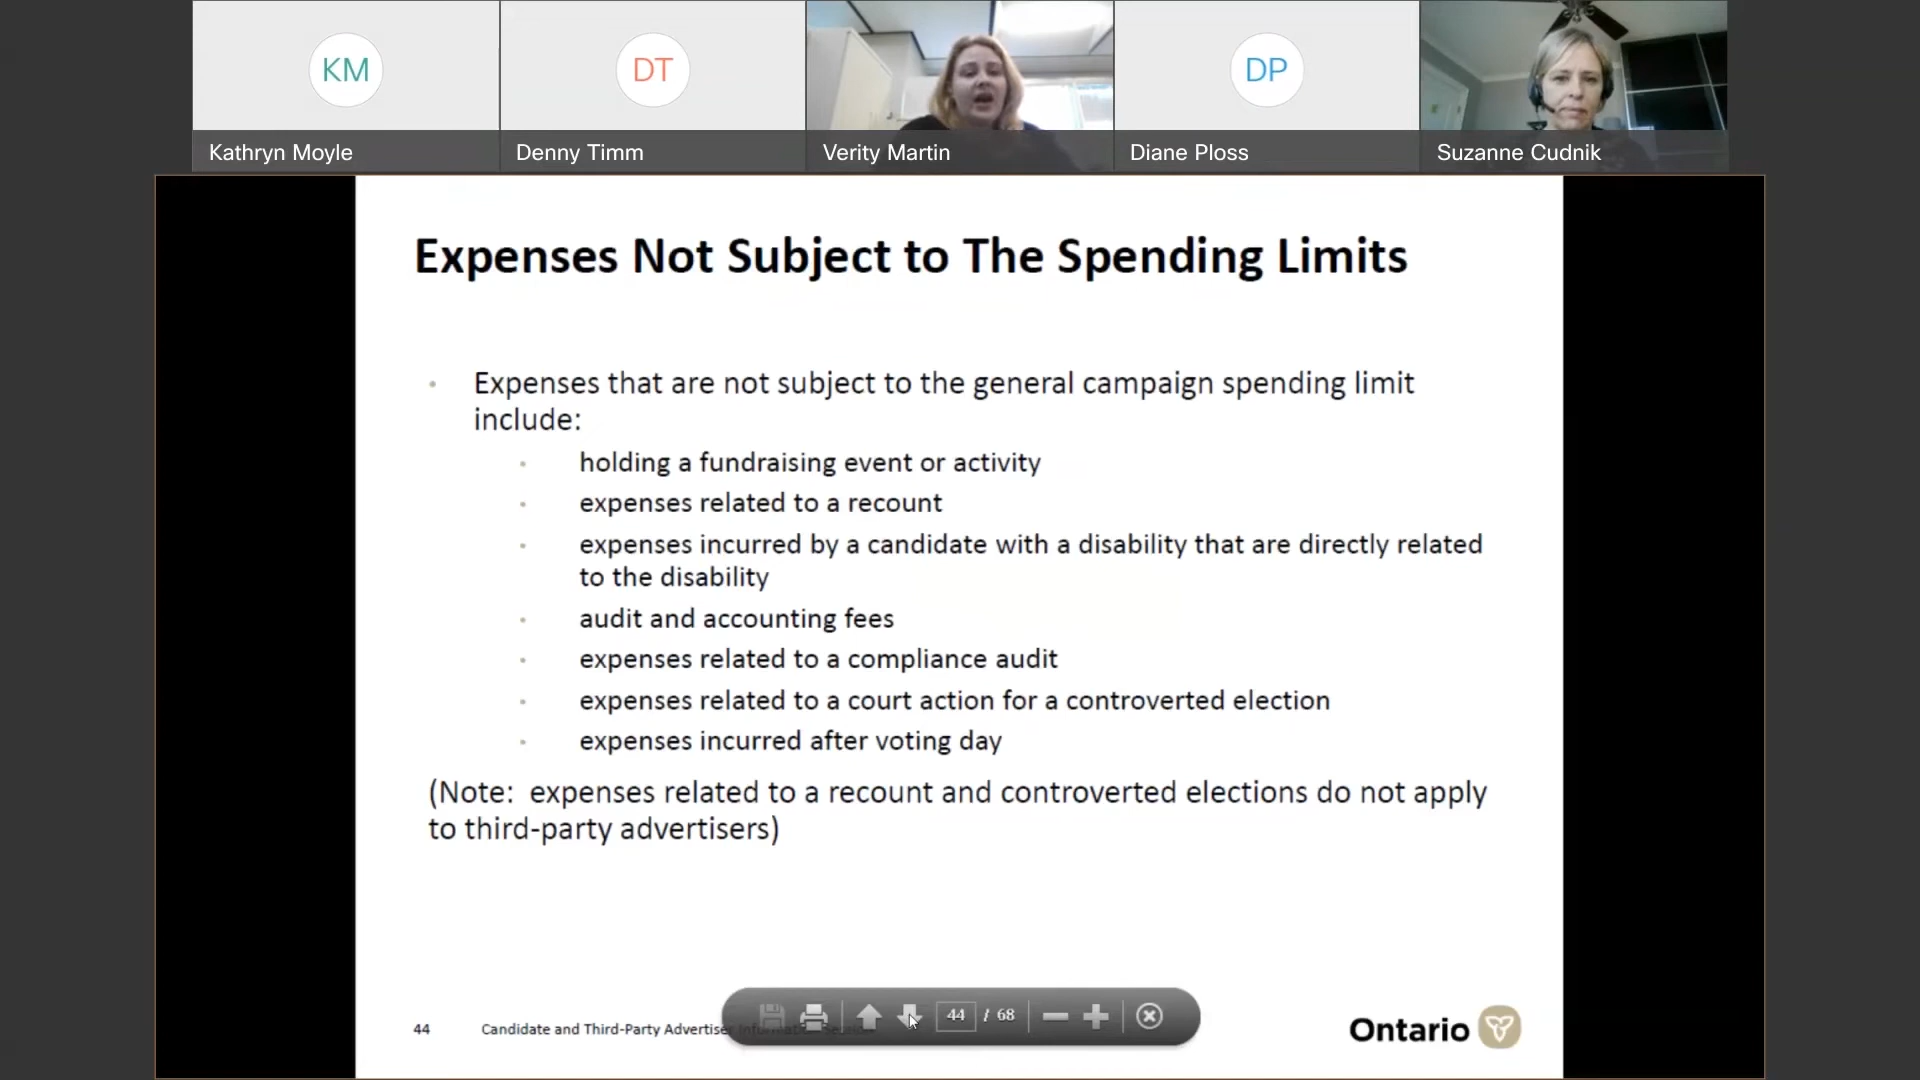 KM
DT
DP
Kathryn Moyle
Denny Timm
Verity Martin
Diane Ploss
Suzanne Cudnik
Expenses Not Subject to The Spending Limits
• Expenses that are not subject to the general campaign spending limit
include:
• holding a fundraising event or activity
• expenses related to a recount
• expenses incurred by a candidate with a disability that are directly related
to the disability
• audit and accounting fees
• expenses related to a compliance audit
• expenses related to a court action for a controverted election
• expenses incurred after voting day
(Note: expenses related to a recount and controverted elections do not apply
to third-party advertisers)
44 / 68
44 Candidate and Third-Party Advertiser
Ontario